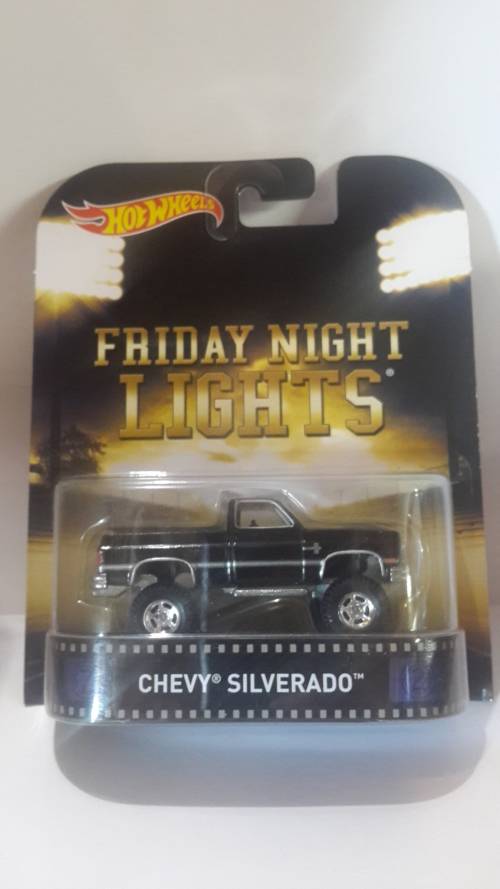 HOT WHEELS
FRIDAY NIGHT
LIGHTS®
CHEVY® SILVERADO™